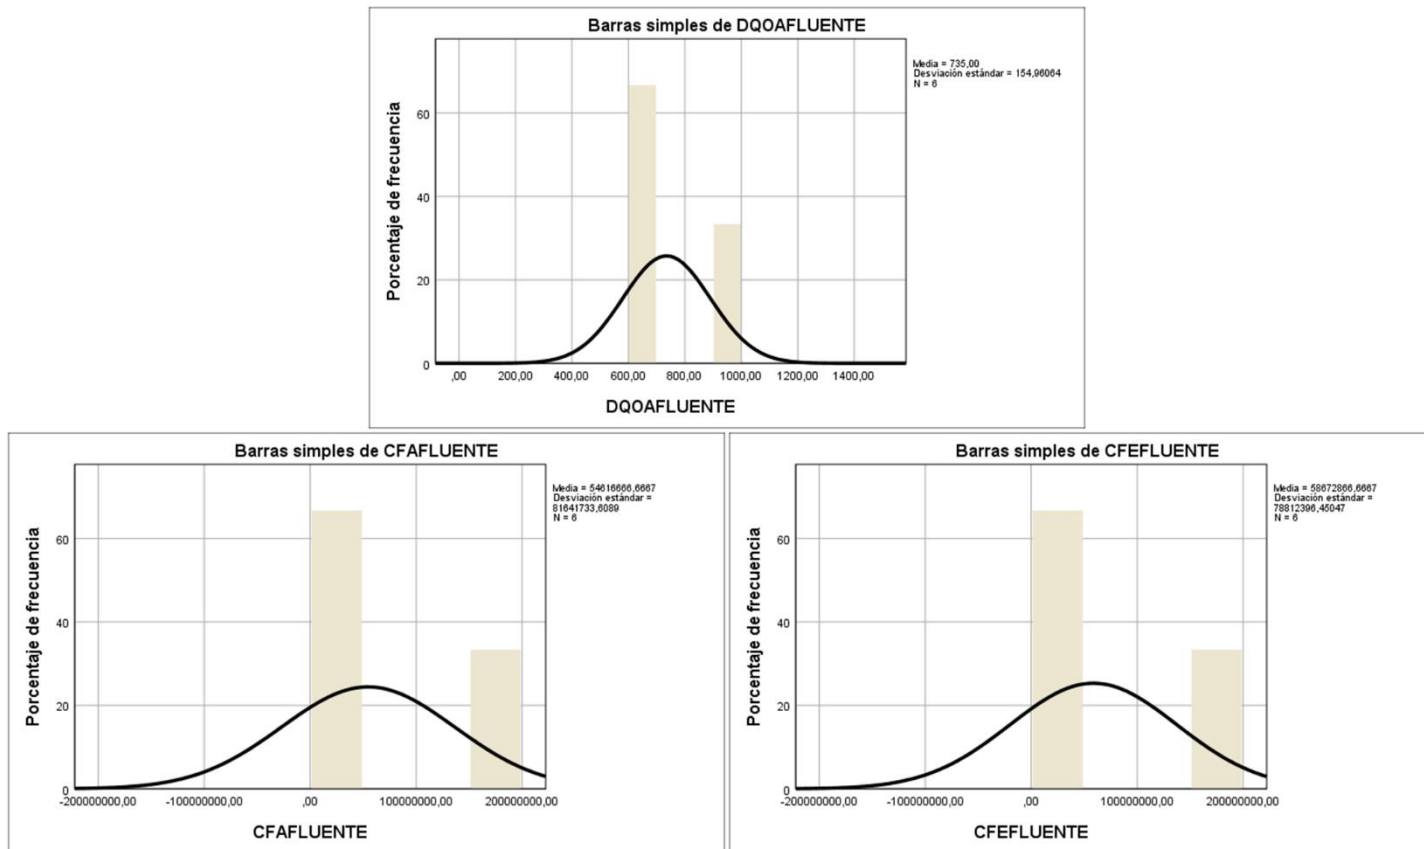 Barras simples de DQOAFLUENTE
Media = 735,00
Desviación estándar = 154,96064
N = 6
Porcentaje de frecuencia
60
40
20
0
,00 200,00 400,00 600,00 800,00 1000,00 1200,00 1400,00
DQOAFLUENTE
Barras simples de CFAFLUENTE
Media = 54616666,6667
Desviación estándar =
81641733,6089
N = 6
Porcentaje de frecuencia
60
40
20
0
-200000000,00 -100000000,00 ,00 100000000,00 200000000,00
CFAFLUENTE
Barras simples de CFEFLUENTE
Media = 58672866,6667
Desviación estándar =
78812396,45047
N = 6
Porcentaje de frecuencia
60
40
20
0
-200000000,00 -100000000,00 ,00 100000000,00 200000000,00
CFEFLUENTE